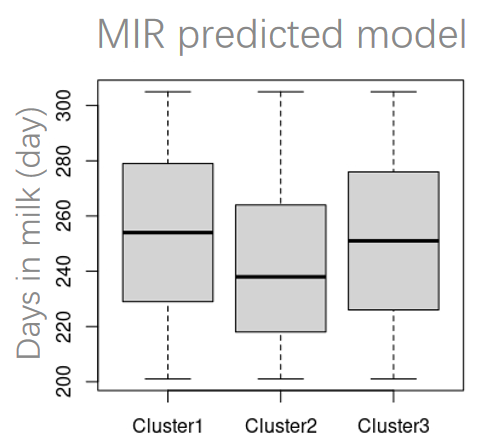 MIR predicted model
Days in milk (day)
300
280
260
240
220
200
Cluster1 Cluster2 Cluster3